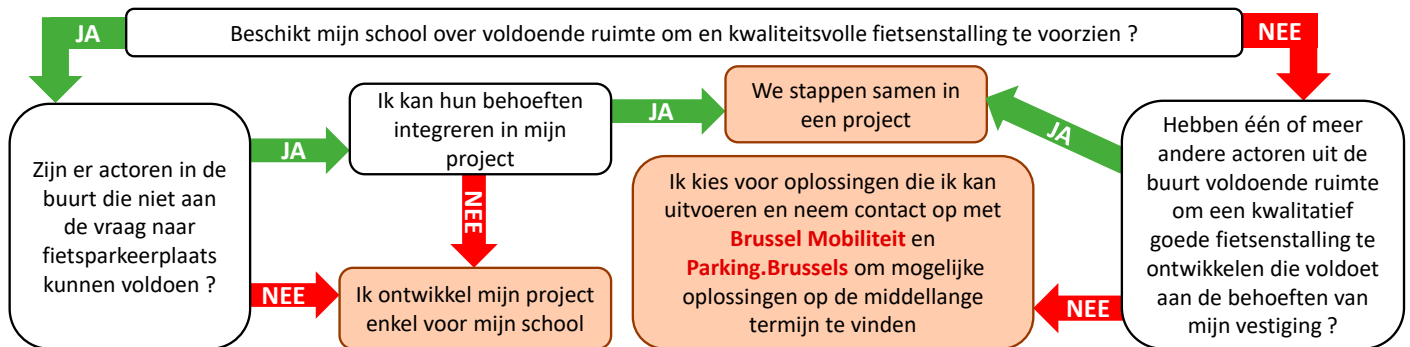 JA
Beschikt mijn school over voldoende ruimte om en kwaliteitsvolle fietsenstalling te voorzien ?
NEE
Zijn er actoren in de
buurt die niet aan
de vraag naar
fietsparkeerplaats
kunnen voldoen ?
JA
Ik kan hun behoeften
integreren in mijn
project
JA
We stappen samen in
een project
JA
Hebben één of meer
andere actoren uit de
buurt voldoende ruimte
om een kwalitatief
goede fietsenstalling te
ontwikkelen die voldoet
aan de behoeften van
mijn vestiging ?
NEE
NEE
Ik ontwikkel mijn project
enkel voor mijn school
Ik kies voor oplossingen die ik kan
uitvoeren en neem contact op met
Brussel Mobiliteit en
Parking.Brussels om mogelijke
oplossingen op de middellange
termijn te vinden
NEE